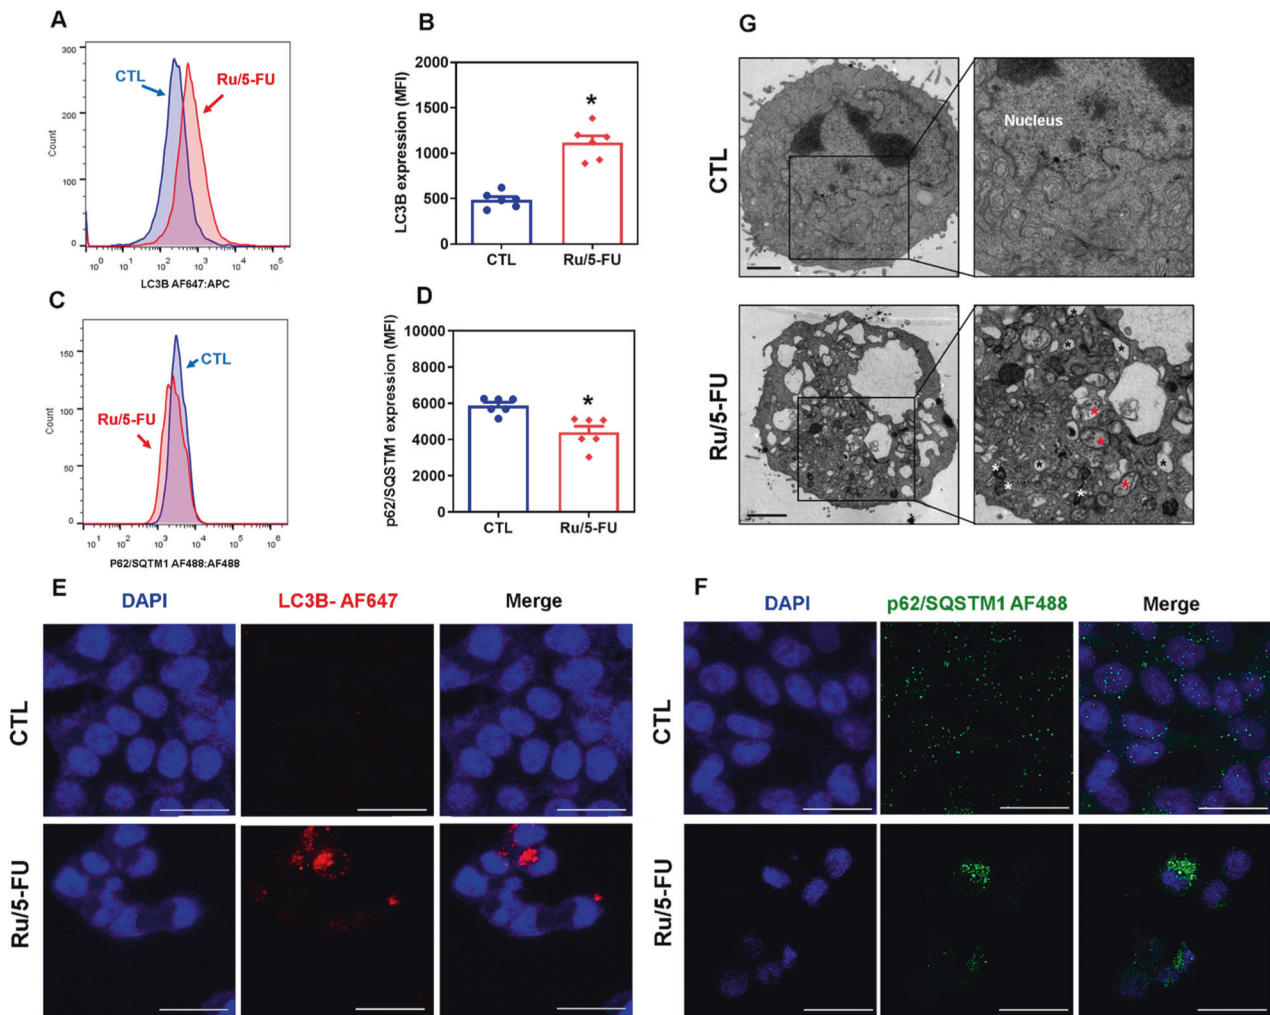 A
300
200
100
0
Count
CTL
Ru/5-FU
10^0 10^1 10^2 10^3 10^4 10^5
LC3B AF647:APC
B
LC3B expression (MFI)
2000
1500
1000
500
0
*
CTL Ru/5-FU
C
150
100
50
0
Count
CTL
Ru/5-FU
10^1 10^2 10^3 10^4 10^5 10^6
P62/SQTM1 AF488:AF488
D
p62/SQSTM1 expression (MFI)
10000
8000
6000
4000
2000
0
*
CTL Ru/5-FU
G
CTL
Nucleus
Ru/5-FU
E
DAPI LC3B- AF647 Merge
CTL
Ru/5-FU
F
DAPI p62/SQSTM1 AF488 Merge
CTL
Ru/5-FU